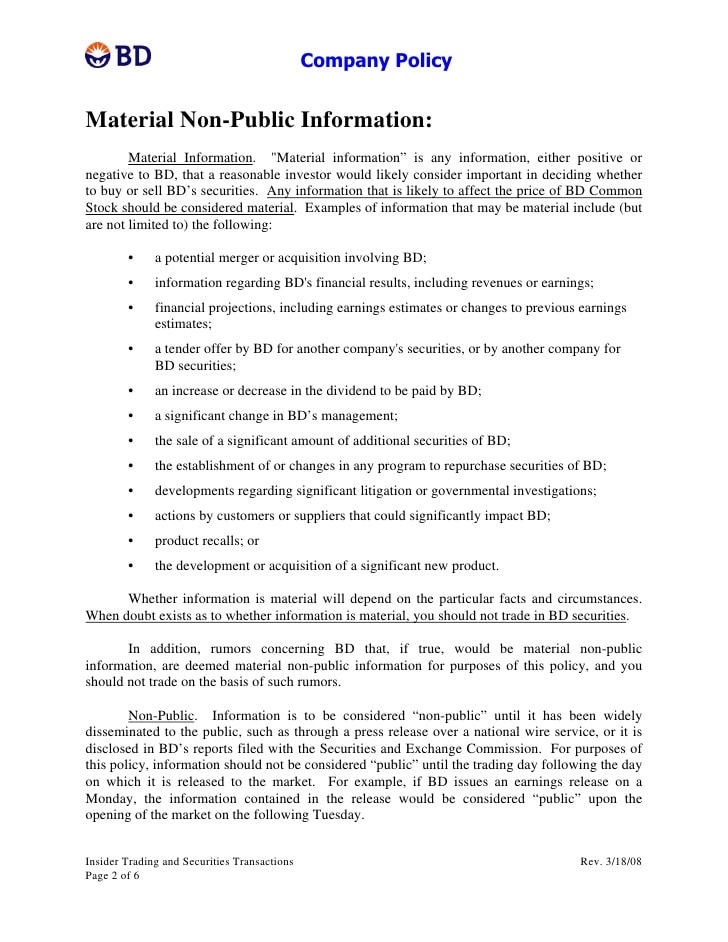 BD
Company Policy
Material Non-Public Information:
Material Information. "Material information” is any information, either positive or
negative to BD, that a reasonable investor would likely consider important in deciding whether
to buy or sell BD’s securities. Any information that is likely to affect the price of BD Common
Stock should be considered material. Examples of information that may be material include (but
are not limited to) the following:
• a potential merger or acquisition involving BD;
• information regarding BD's financial results, including revenues or earnings;
• financial projections, including earnings estimates or changes to previous earnings
estimates;
• a tender offer by BD for another company's securities, or by another company for
BD securities;
• an increase or decrease in the dividend to be paid by BD;
• a significant change in BD’s management;
• the sale of a significant amount of additional securities of BD;
• the establishment of or changes in any program to repurchase securities of BD;
• developments regarding significant litigation or governmental investigations;
• actions by customers or suppliers that could significantly impact BD;
• product recalls; or
• the development or acquisition of a significant new product.
Whether information is material will depend on the particular facts and circumstances.
When doubt exists as to whether information is material, you should not trade in BD securities.
In addition, rumors concerning BD that, if true, would be material non-public
information, are deemed material non-public information for purposes of this policy, and you
should not trade on the basis of such rumors.
Non-Public. Information is to be considered “non-public” until it has been widely
disseminated to the public, such as through a press release over a national wire service, or it is
disclosed in BD’s reports filed with the Securities and Exchange Commission. For purposes of
this policy, information should not be considered “public” until the trading day following the day
on which it is released to the market. For example, if BD issues an earnings release on a
Monday, the information contained in the release would be considered “public” upon the
opening of the market on the following Tuesday.
Insider Trading and Securities Transactions Rev. 3/18/08
Page 2 of 6